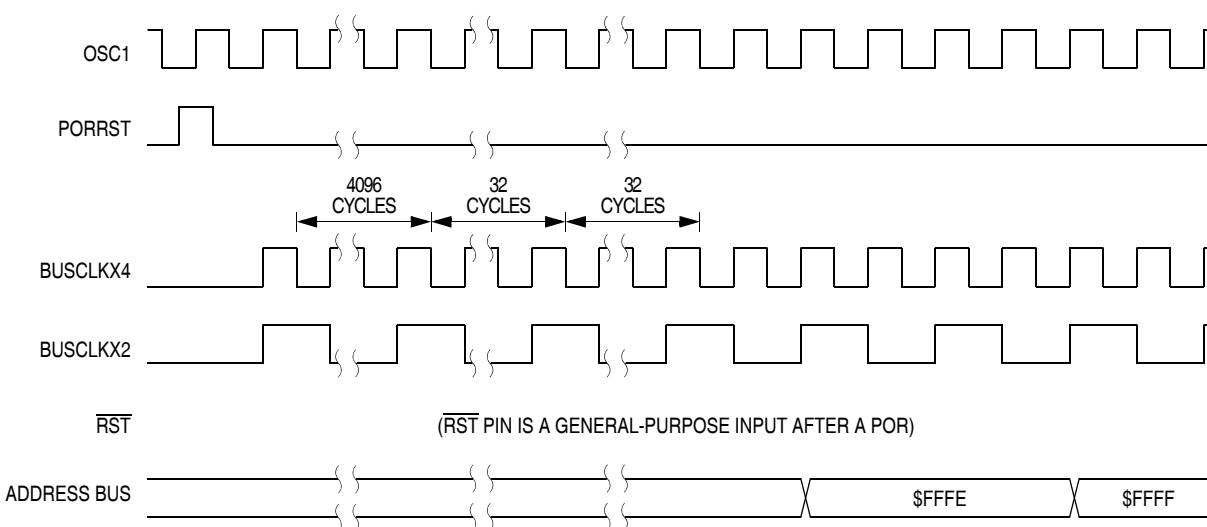 OSC1
PORRST
4096
CYCLES
32
CYCLES
32
CYCLES
BUSCLKX4
BUSCLKX2
RST
(RST PIN IS A GENERAL-PURPOSE INPUT AFTER A POR)
ADDRESS BUS
$FFFE
$FFFF